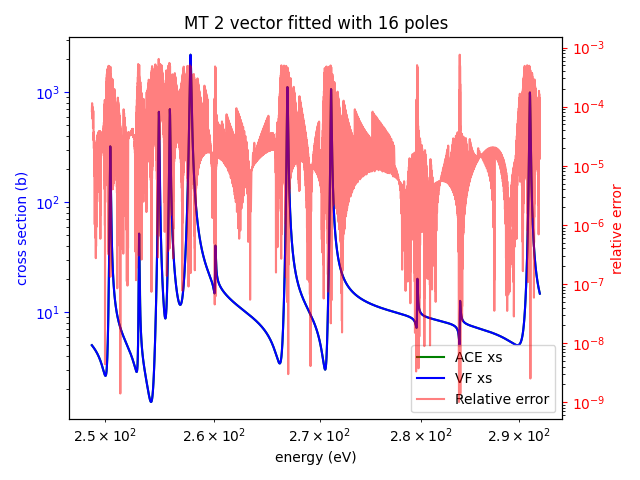 MT 2 vector fitted with 16 poles
cross section (b)
10³
10²
10¹
10⁻³
10⁻⁴
10⁻⁵
10⁻⁶
10⁻⁷
10⁻⁸
10⁻⁹
relative error
ACE xs
VF xs
Relative error
2.5 × 10² 2.6 × 10² 2.7 × 10² 2.8 × 10² 2.9 × 10²
energy (eV)